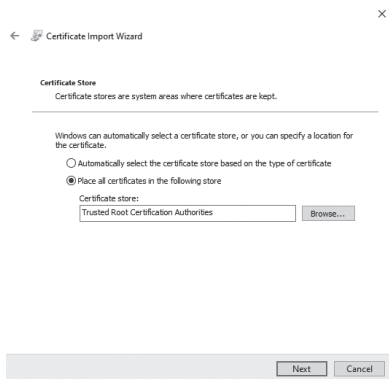 Certificate Import Wizard
Certificate Store
Certificate stores are system areas where certificates are kept.
Windows can automatically select a certificate store, or you can specify a location for
the certificate.
Automatically select the certificate store based on the type of certificate
Place all certificates in the following store
Certificate store:
Trusted Root Certification Authorities
Browse...
Next
Cancel